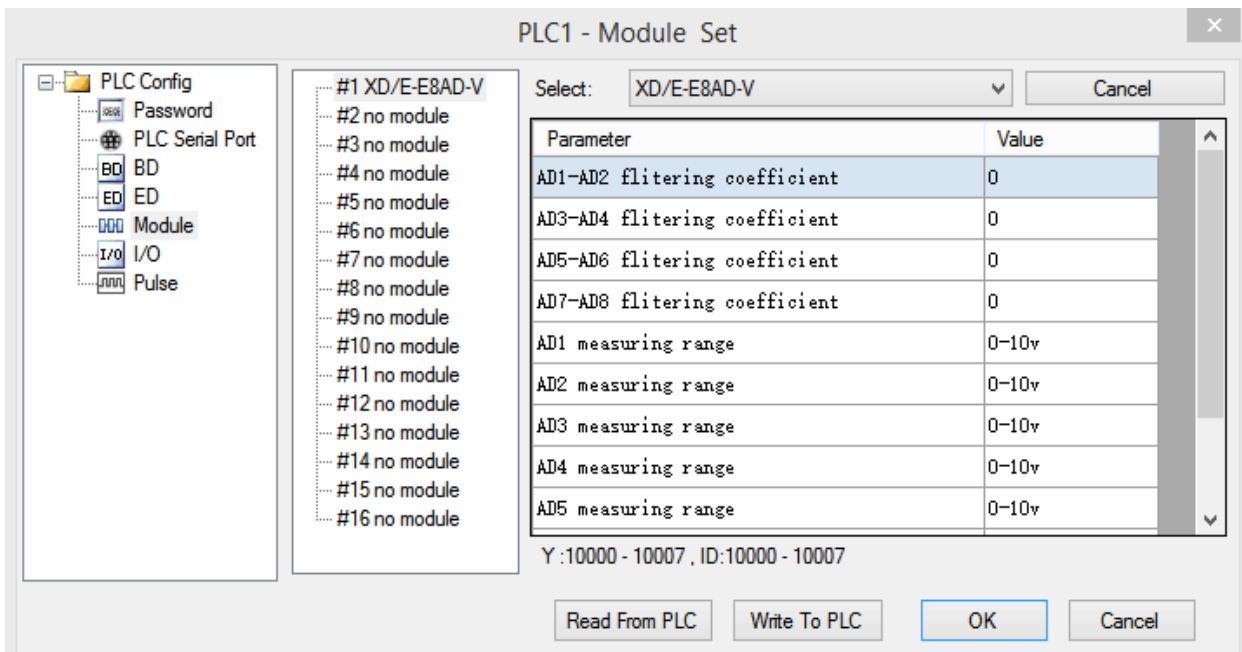 PLC1 - Module Set
PLC Config
Password
PLC Serial Port
BD BD
ED ED
Module
I/O I/O
Pulse
#1 XD/E-E8AD-V
#2 no module
#3 no module
#4 no module
#5 no module
#6 no module
#7 no module
#8 no module
#9 no module
#10 no module
#11 no module
#12 no module
#13 no module
#14 no module
#15 no module
#16 no module
Select: XD/E-E8AD-V Cancel
Parameter Value
AD1-AD2 flitering coefficient 0
AD3-AD4 flitering coefficient 0
AD5-AD6 flitering coefficient 0
AD7-AD8 flitering coefficient 0
AD1 measuring range 0-10v
AD2 measuring range 0-10v
AD3 measuring range 0-10v
AD4 measuring range 0-10v
AD5 measuring range 0-10v
Y :10000 - 10007 , ID:10000 - 10007
Read From PLC Write To PLC OK Cancel